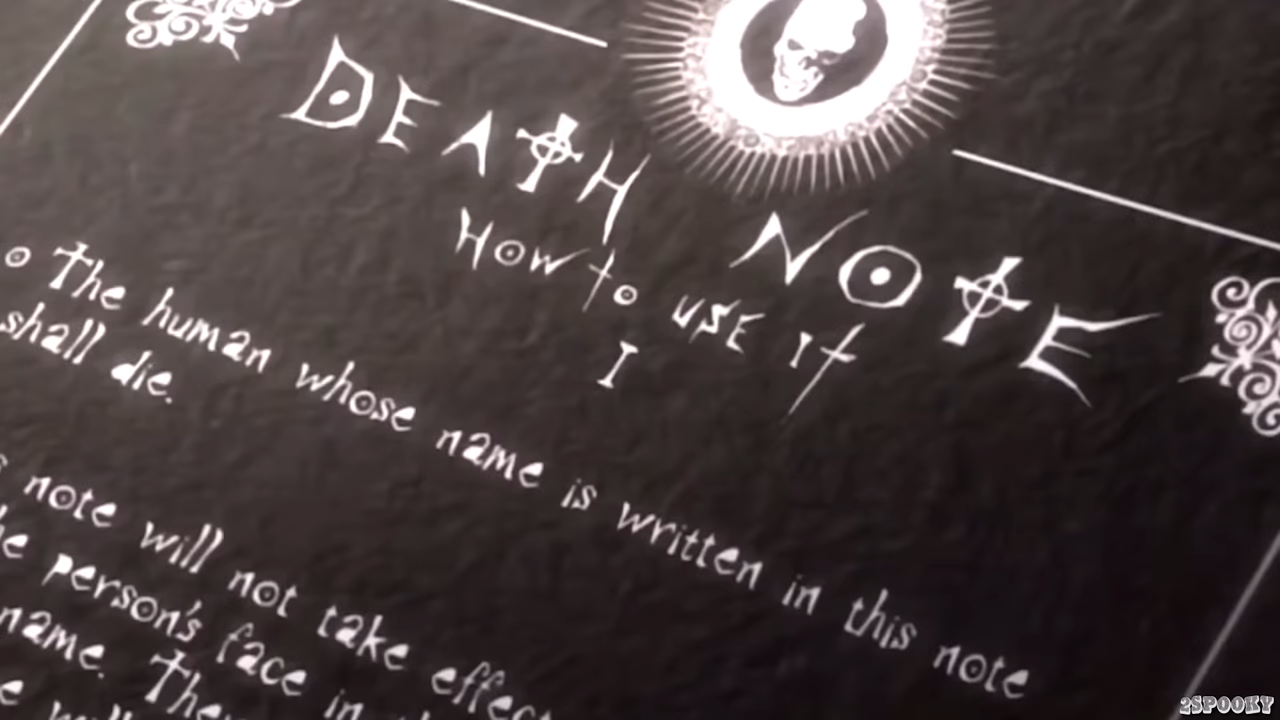 DEATH NOTE
How to use it
I
o The human whose name is written in this note
shall die.
note will not take
person's face in
name.
2SPOOKY